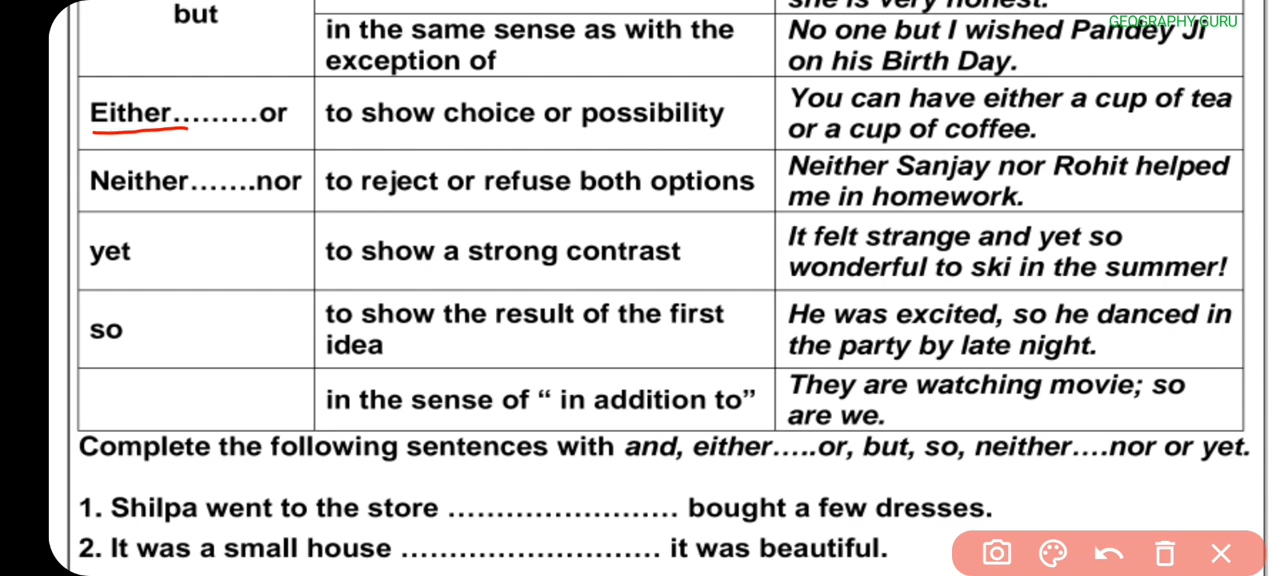 she is very honest.
but
GEOGRAPHY GURU
in the same sense as with the
exception of
No one but I wished Pandey Ji
on his Birth Day.
Either.........or
to show choice or possibility
You can have either a cup of tea
or a cup of coffee.
Neither.......nor
to reject or refuse both options
Neither Sanjay nor Rohit helped
me in homework.
yet
to show a strong contrast
It felt strange and yet so
wonderful to ski in the summer!
so
to show the result of the first
idea
He was excited, so he danced in
the party by late night.
in the sense of “ in addition to”
They are watching movie; so
are we.
Complete the following sentences with and, either.....or, but, so, neither....nor or yet.
1. Shilpa went to the store ........................ bought a few dresses.
2. It was a small house ........................... it was beautiful.